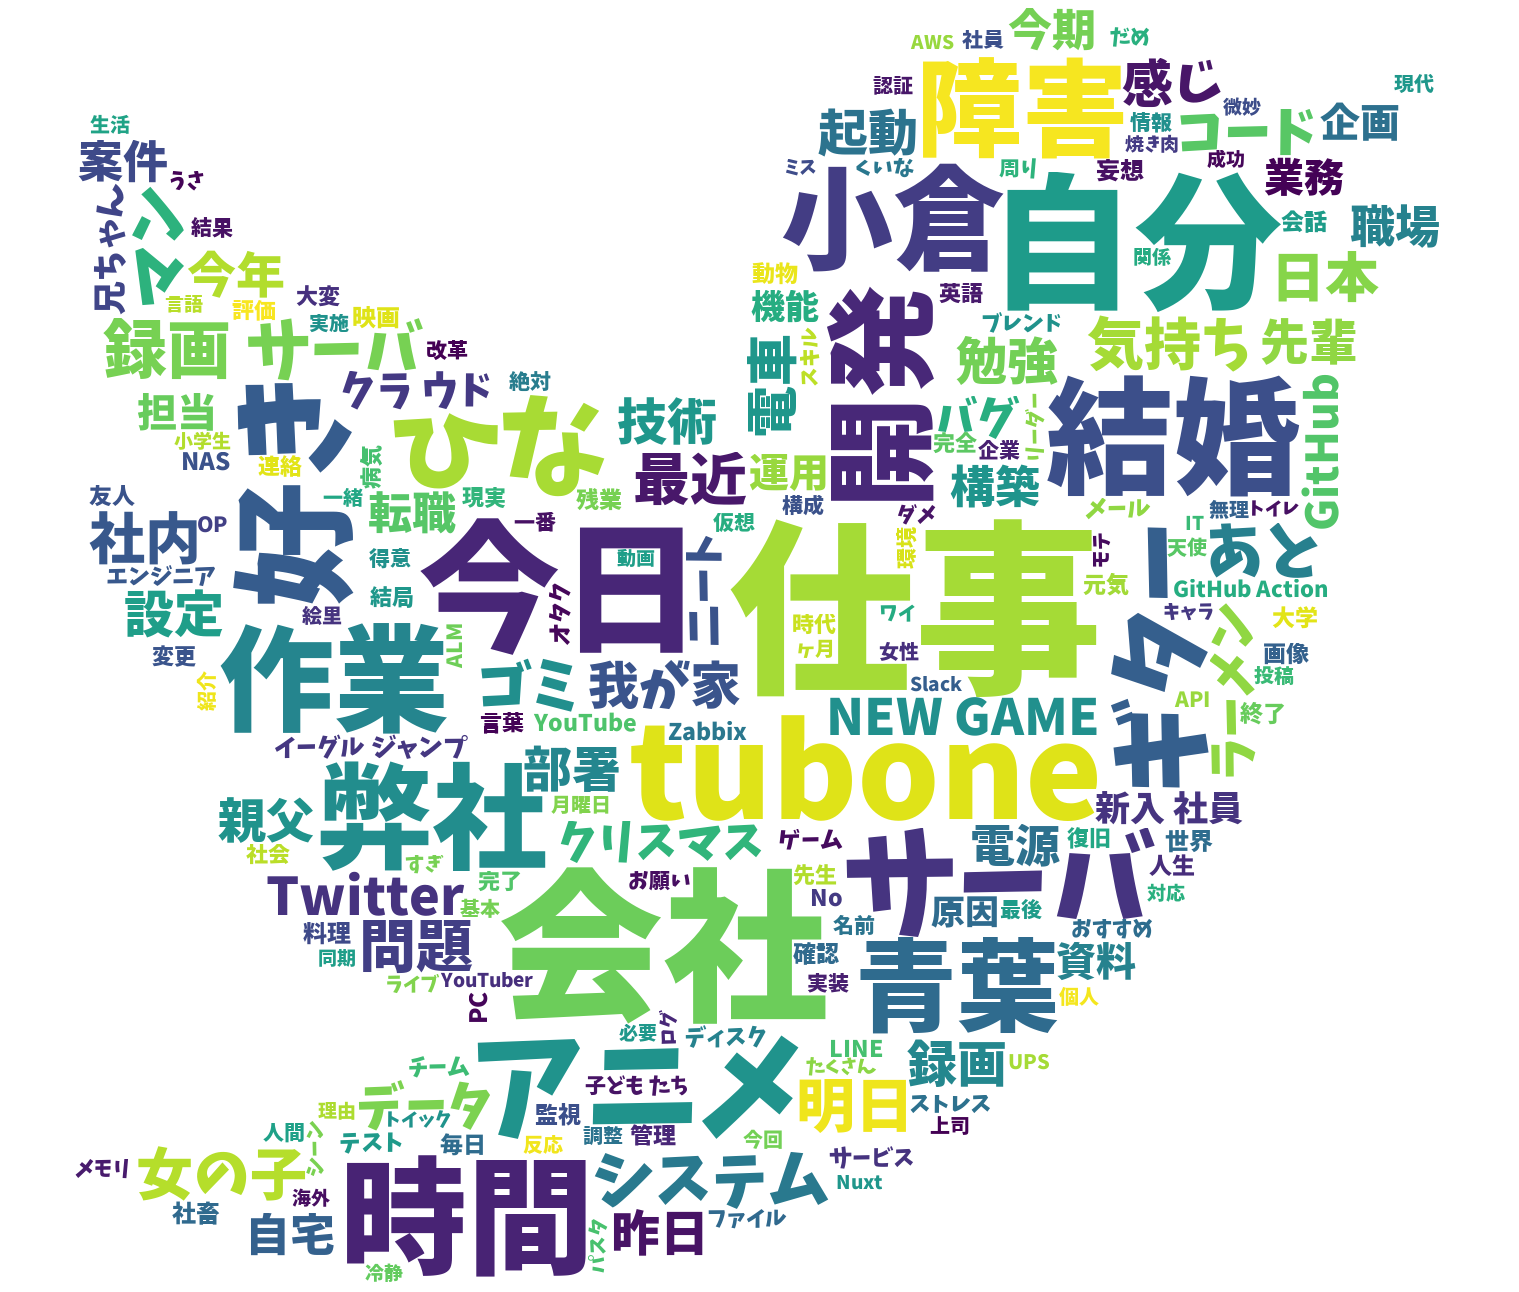 今期
だめ
AWS
社員
障害
感じ
認証
現代
微妙
起動
情報
コード
企画
生活
焼き肉
案件
ミス
くいな
周り
妄想
成功
業務
うさ
小倉
自分
兄ちゃん
マン
結果
会話
職場
関係
今年
動物
日本
言語
評価
大変
映画
実施
機能
英語
開発
ブレンド
録画
サーバ
改革
電車
スキル
勉強
気持ち
先輩
好き
クラウド
絶対
結婚
GitHub
担当
ひな
技術
バグ
リーダー
小学生
NAS
連絡
病気
最近
運用
完全
企業
構築
友人
一緒
転職
現実
残業
構成
メール
無理
トイレ
社内
OP
一番
仮想
ダメ
IT
今日
仕事
環境
モテ
天使
あと
得意
動画
エンジニア
元気
GitHub Action
設定
結局
絵里
オタク
ミー
時代
ワイ
キャラ
ギター
大学
作業
ALM
変更
ケ月
女性
画像
ラーメン
紹介
ゴミ
我が家
Slack
投稿
API
終了
言葉
YouTube
NEW GAME
Zabbix
イーグル ジャンプ
部署
tubone
弊社
月曜日
新入 社員
親父
クリスマス
ゲーム
電源
復旧
世界
社会
すぎ
サーバ
人生
Twitter
完了
お願い
先生
対応
No
基本
会社
原因
最後
料理
問題
名前
おすすめ
同期
確認
青葉
資料
ライブ
YouTuber
実装
個人
PC
必要
ログ
ディスク
アニメ
LINE
録画
UPS
チーム
たくさん
データ
子ども たち
明日
理由
トイック
監視
ストレス
人間
テスト
毎日
反応
調整
管理
今回
上司
メモリ
女の子
シーン
時間
システム
サービス
海外
Nuxt
社畜
自宅
パスタ
昨日
ファイル
冷静